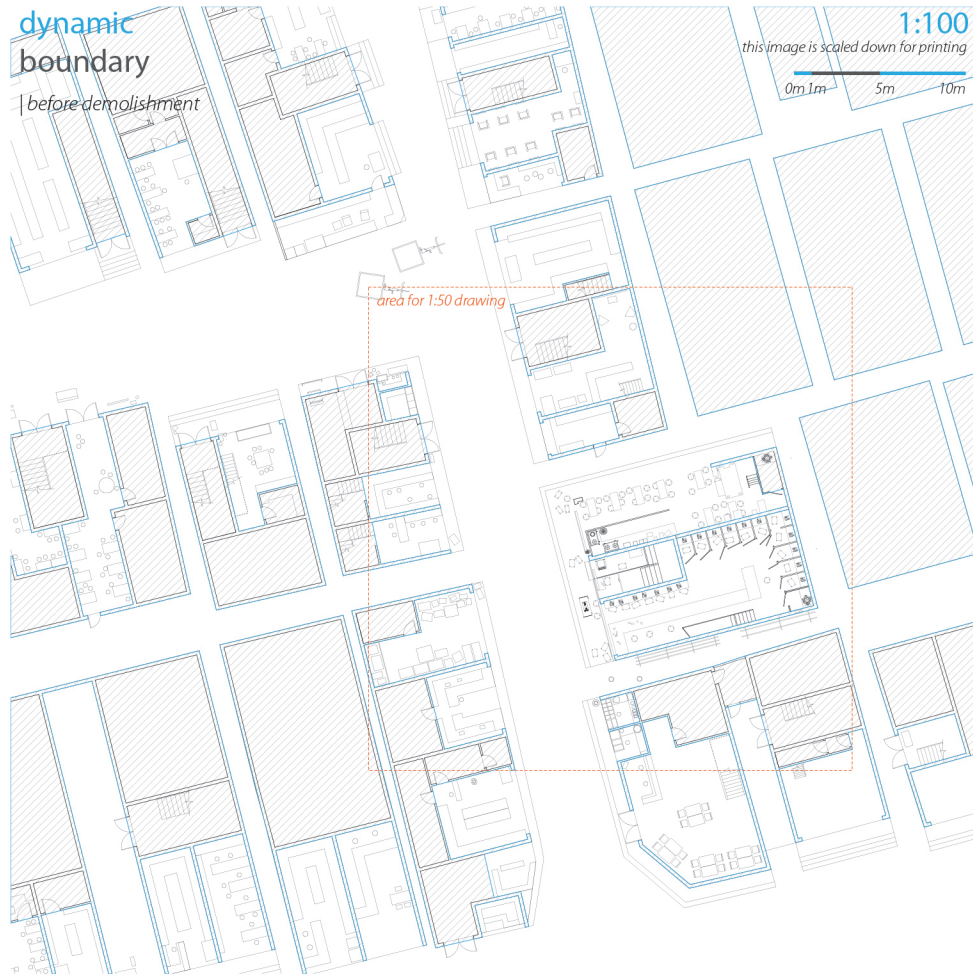 dynamic
boundary
|before demolishment
1:100
this image is scaled down for printing
0m 1m 5m 10m
area for 1:50 drawing